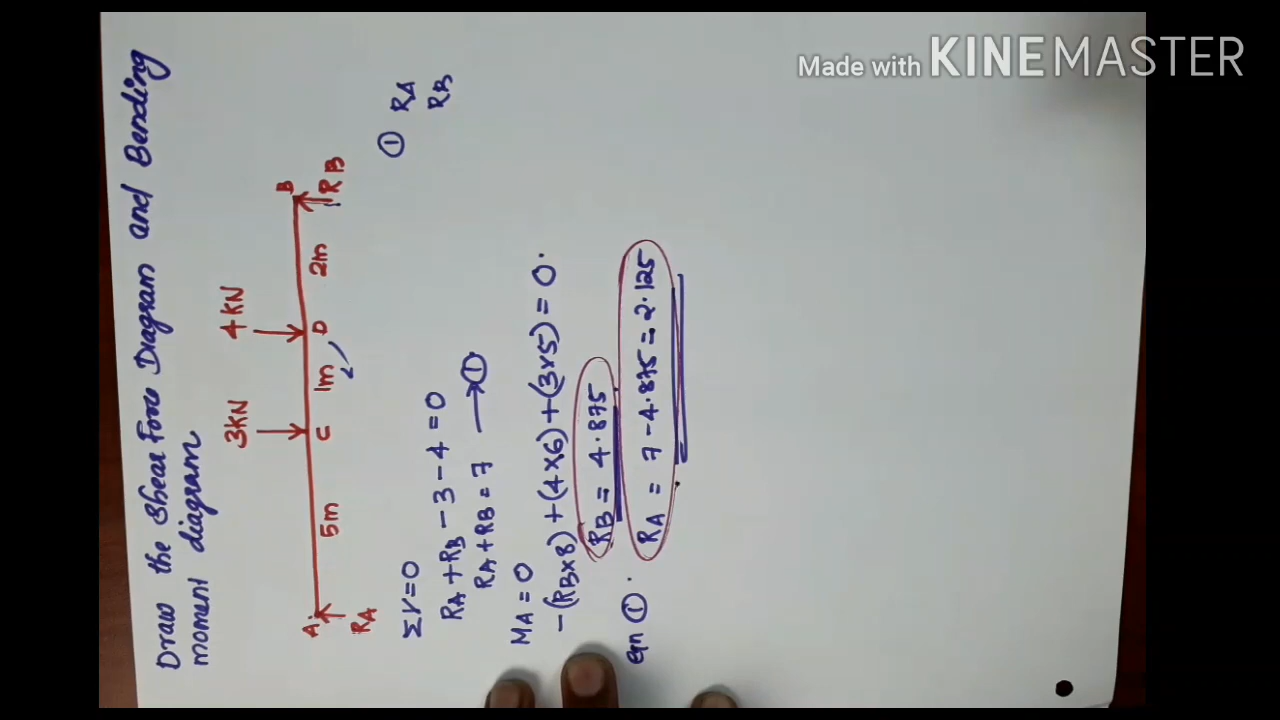 Draw the Shear Force Diagram and Bending
moment diagram
3KN 4KN
A C D B
5m 1m 2m
RA RB
① RA
RB
ΣV=0
RA+RB-3-4=0
RA+RB=7 →①
MA=0
-(RB×8)+(4×6)+(3×5)=0.
RB=4.875
eqn ①.
RA = 7-4.875=2.125
Made with KINEMASTER